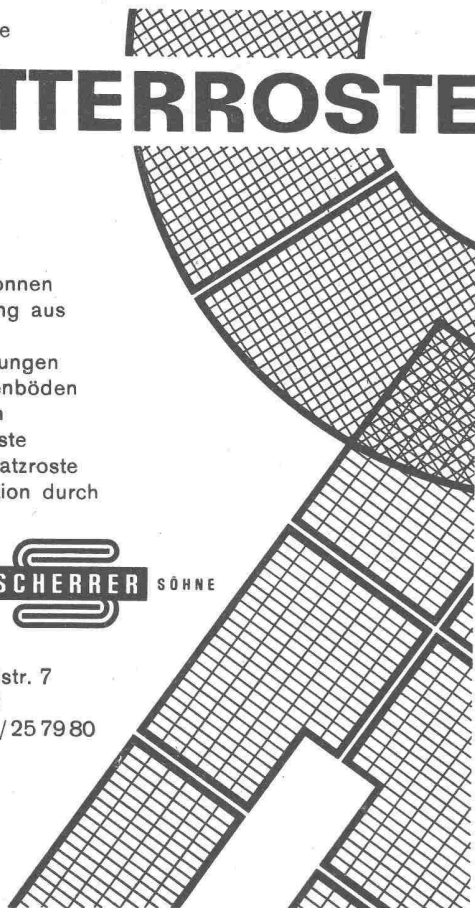 e
TTERROSTE
onnen
ng aus
ungen
enböden
n
ste
atzroste
ion durch
SCHERRER SÖHNE
str. 7
/ 25 79 80